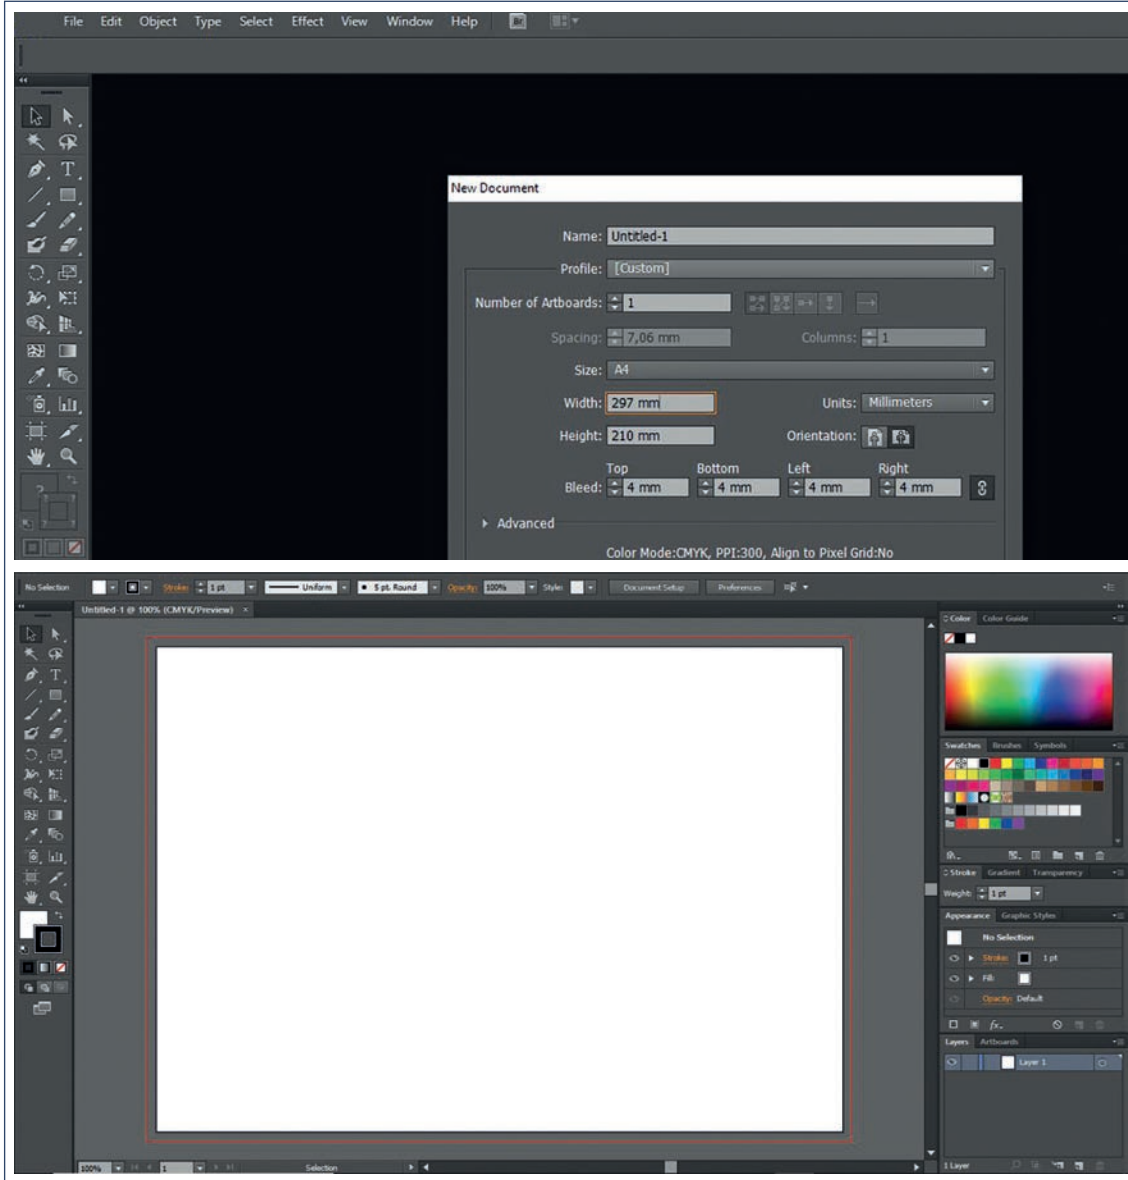 File Edit Object Type Select Effect View Window Help Br
New Document
Name: Untitled-1
Profile: [Custom]
Number of Artboards: 1
Spacing: 7,06 mm Columns: 1
Size: A4
Width: 297 mm Units: Millimeters
Height: 210 mm Orientation:
Top Bottom Left Right
Bleed: 4 mm 4 mm 4 mm 4 mm
Advanced
Color Mode:CMYK, PPI:300, Align to Pixel Grid:No
No Selection Stroke: 1 pt Uniform 5 pt. Round Opacity: 100% Style: Document Setup Preferences
Untitled-1 @ 100% (CMYK/Preview) ×
Color Color Guide
Swatches Brushes Symbols
Stroke Gradient Transparency
Weight: 1 pt
Appearance Graphic Styles
No Selection
Stroke: 1 pt
Fill:
Opacity: Default
fx.
Layers Artboards
Layer 1
100% 1 Selection
1 Layer